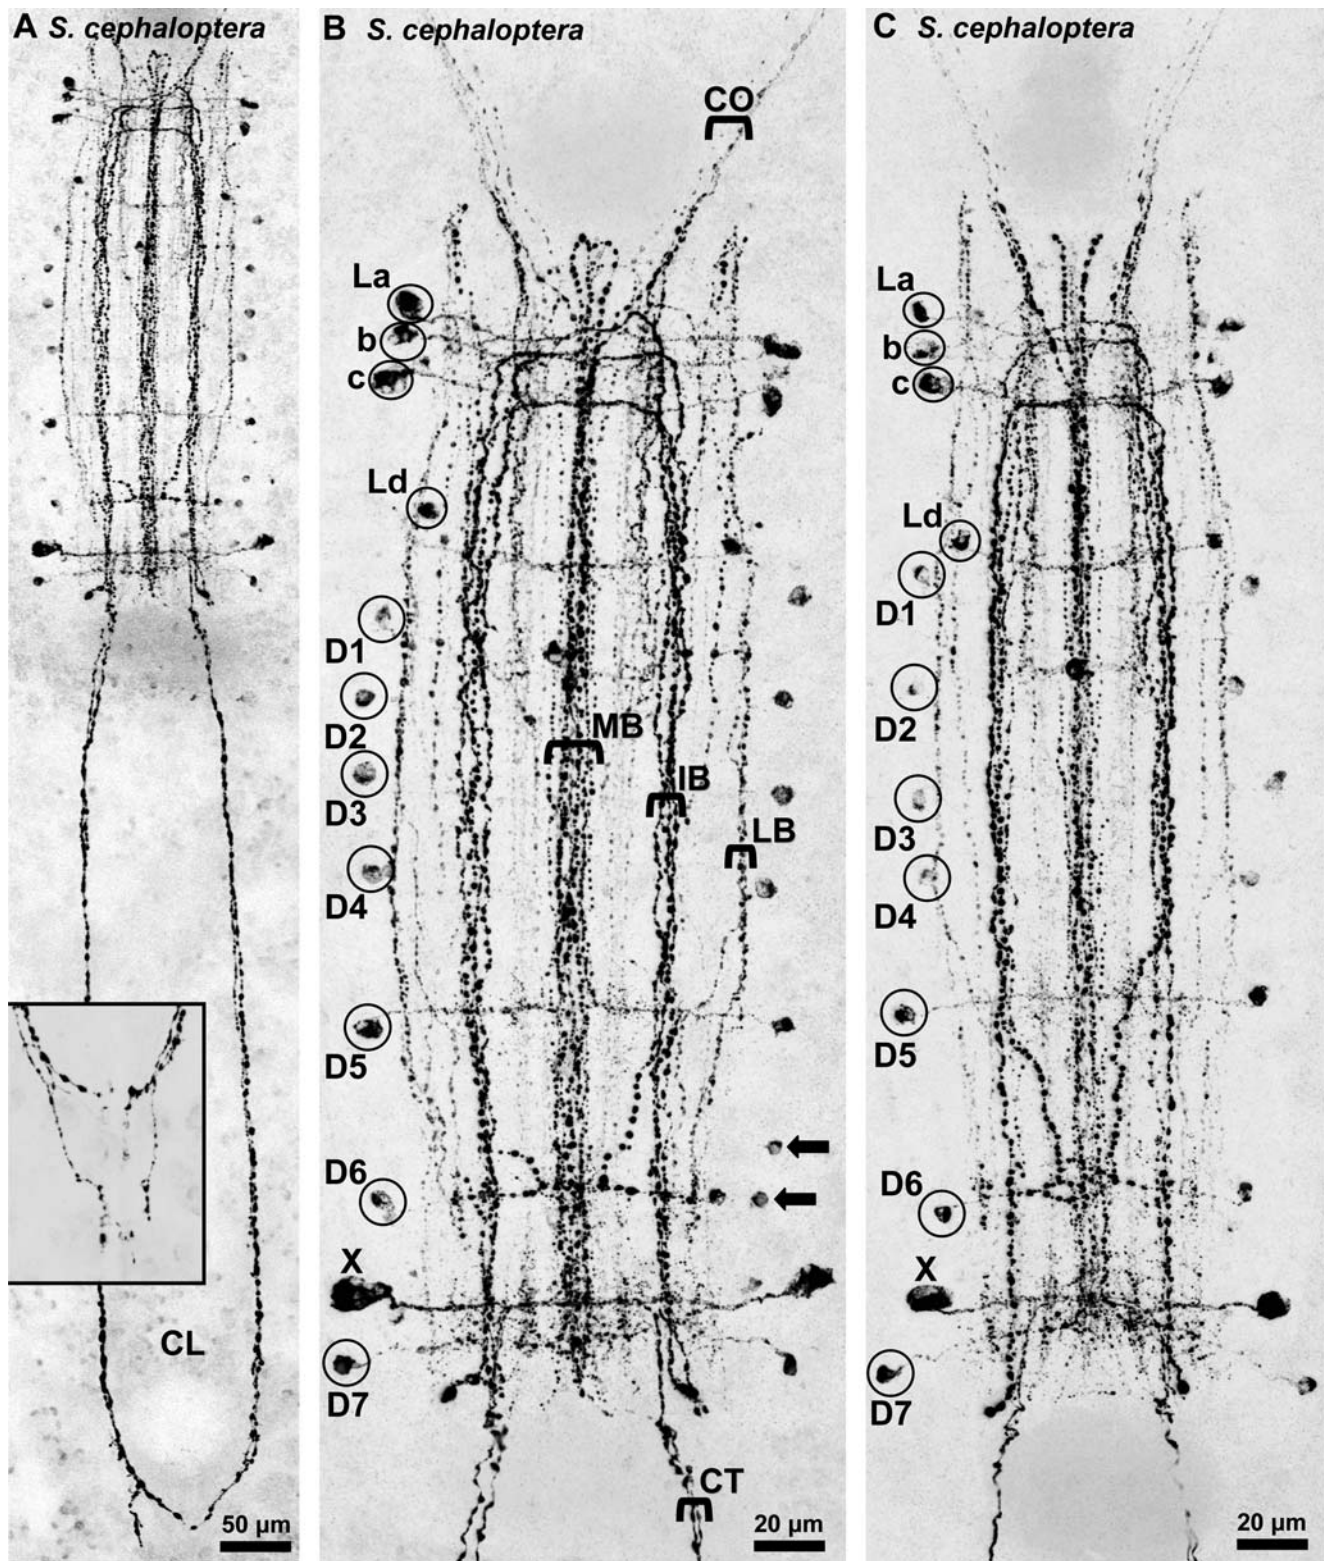 A S. cephaloptera
CL
50 µm
B S. cephaloptera
CO
La
b
c
Ld
D1
D2
MB
D3
IB
LB
D4
D5
D6
X
D7
CT
20 µm
C S. cephaloptera
La
b
c
Ld
D1
D2
D3
D4
D5
D6
X
D7
20 µm